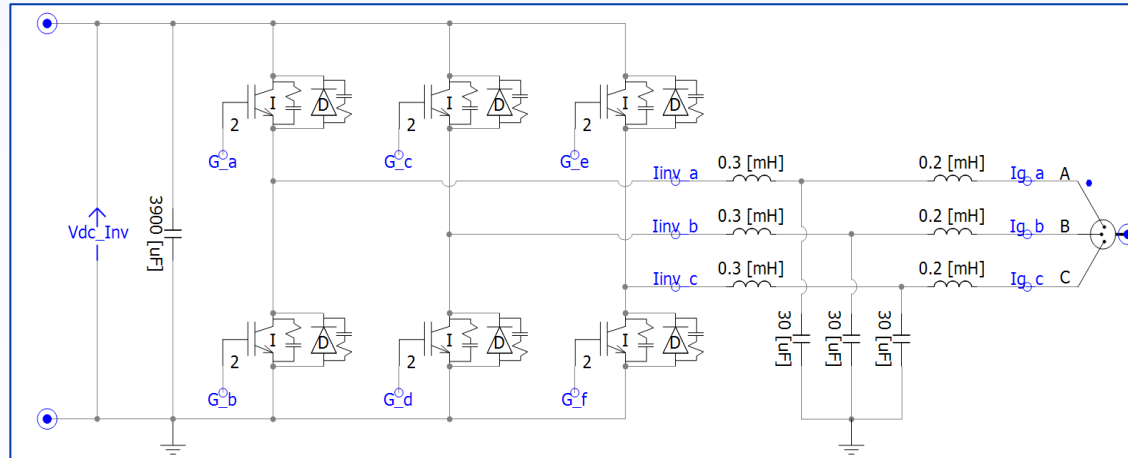 I D I D I D
2 2 2
G_a G_c G_e
0.3 [mH] 0.2 [mH]
Iinv_a Ig_a A
3900 [uF]
Vdc_Inv
0.3 [mH] 0.2 [mH]
Iinv_b Ig_b B
0.3 [mH] 0.2 [mH]
Iinv_c Ig_c C
30 [uF] 30 [uF] 30 [uF]
I D I D I D
2 2 2
G_b G_d G_f